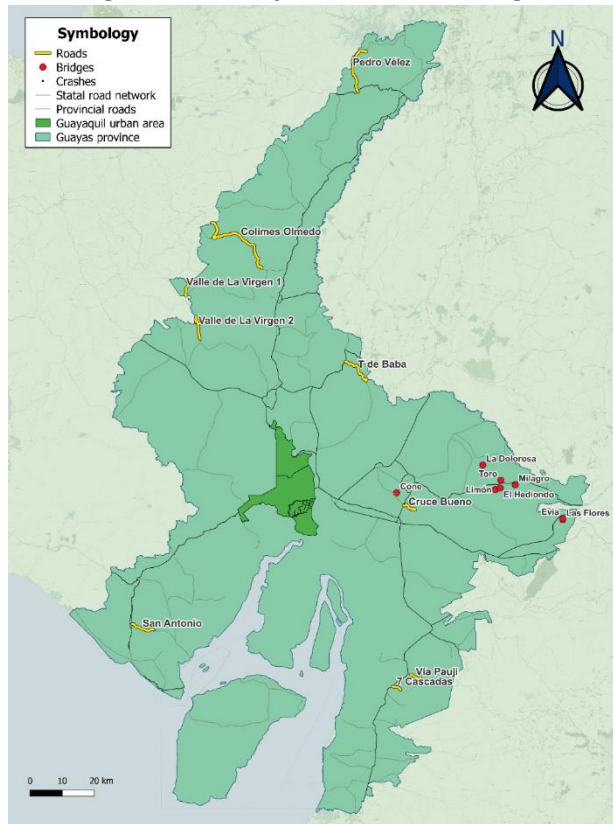 Symbology
Roads
Bridges
Crashes
Statal road network
Provincial roads
Guayaquil urban area
Guayas province
N
Pedro Vélez
Colimes Olmedo
Valle de La Virgen 1
Valle de La Virgen 2
T de Baba
La Dolorosa
Toro
Milagro
Cone
Limón
El Hediondo
Cruce Bueno
Evia
Las Flores
San Antonio
Vía Pauji
7 Cascadas
0 10 20 km